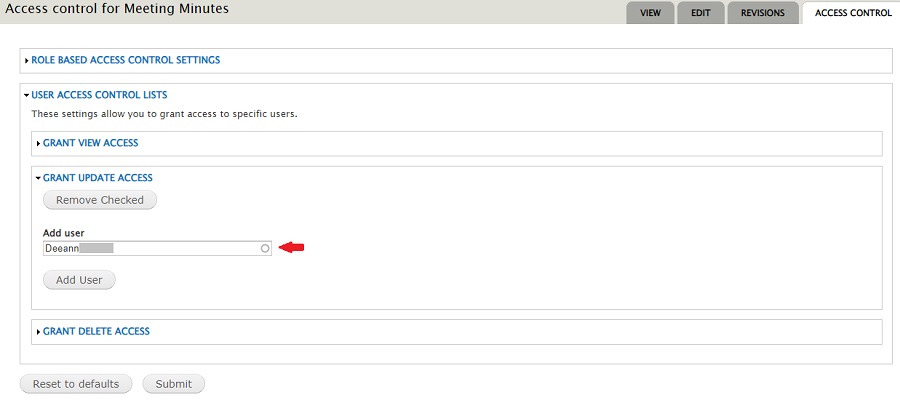 Access control for Meeting Minutes
VIEW EDIT REVISIONS ACCESS CONTROL
ROLE BASED ACCESS CONTROL SETTINGS
USER ACCESS CONTROL LISTS
These settings allow you to grant access to specific users.
GRANT VIEW ACCESS
GRANT UPDATE ACCESS
Remove Checked
Add user
Deeann
Add User
GRANT DELETE ACCESS
Reset to defaults Submit